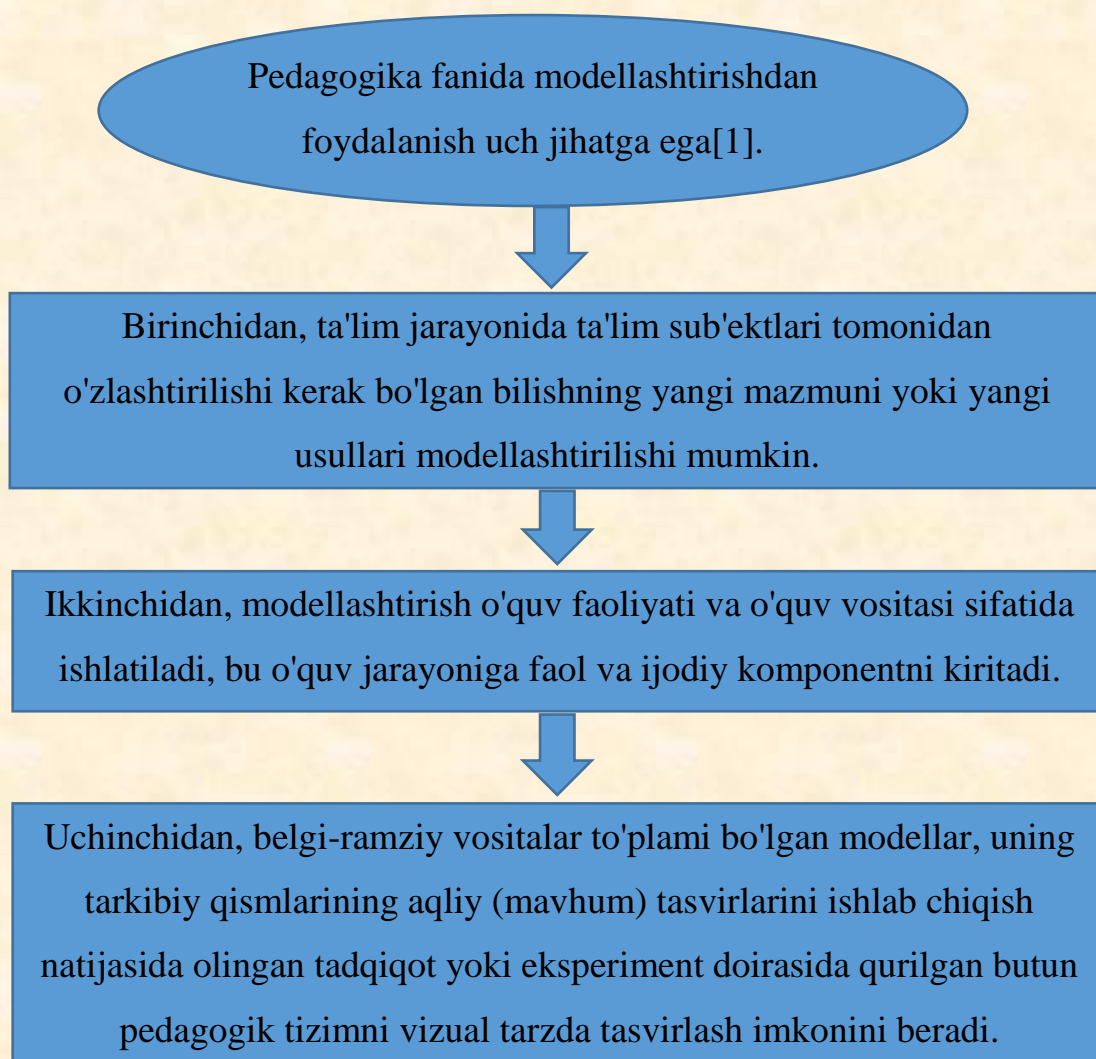 Pedagogika fanida modellashtirishdan
foydalanish uch jihatga ega[1].
Birinchidan, ta'lim jarayonida ta'lim sub'ektlari tomonidan
o'zlashtirilishi kerak bo'lgan bilishning yangi mazmuni yoki yangi
usullari modellashtirilishi mumkin.
Ikkinchidan, modellashtirish o'quv faoliyati va o'quv vositasi sifatida
ishlatiladi, bu o'quv jarayoniga faol va ijodiy komponentni kiritadi.
Uchinchidan, belgi-ramziy vositalar to'plami bo'lgan modellar, uning
tarkibiy qismlarining aqliy (mavhum) tasvirlarini ishlab chiqish
natijasida olingan tadqiqot yoki eksperiment doirasida qurilgan butun
pedagogik tizimni vizual tarzda tasvirlash imkonini beradi.